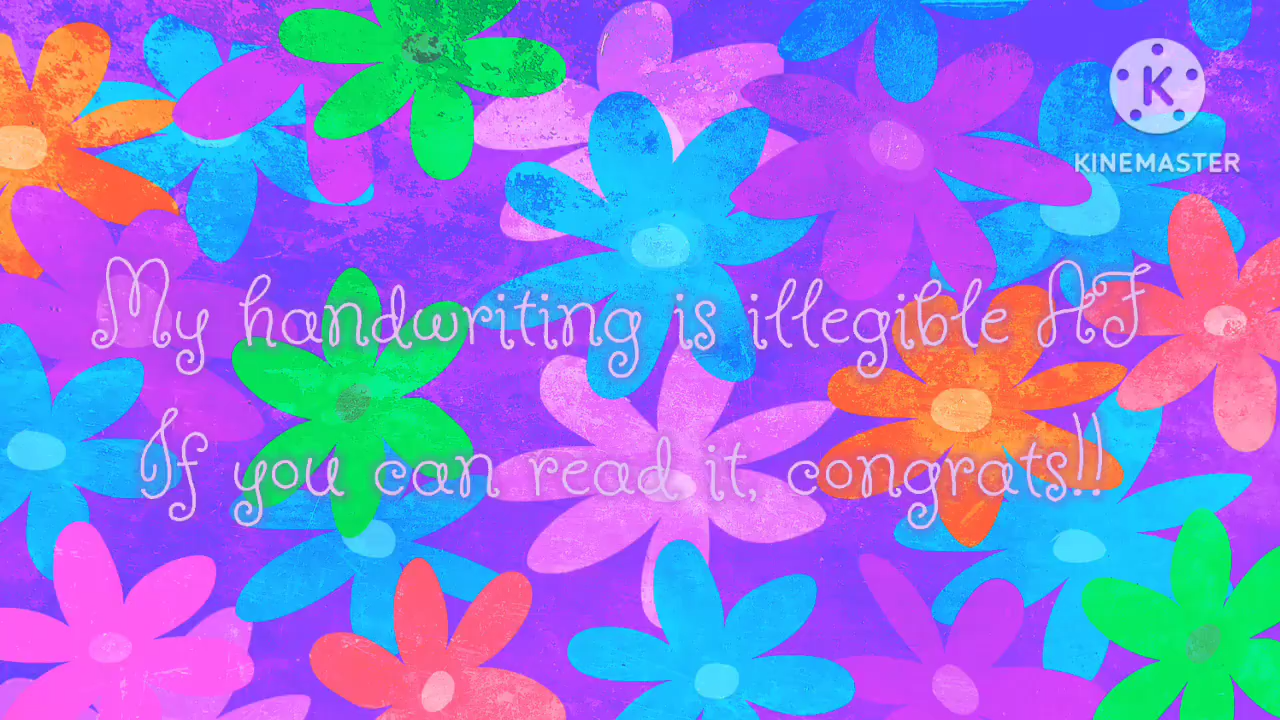 K
KINEMASTER
My handwriting is illegible AF
If you can read it, congrats!!